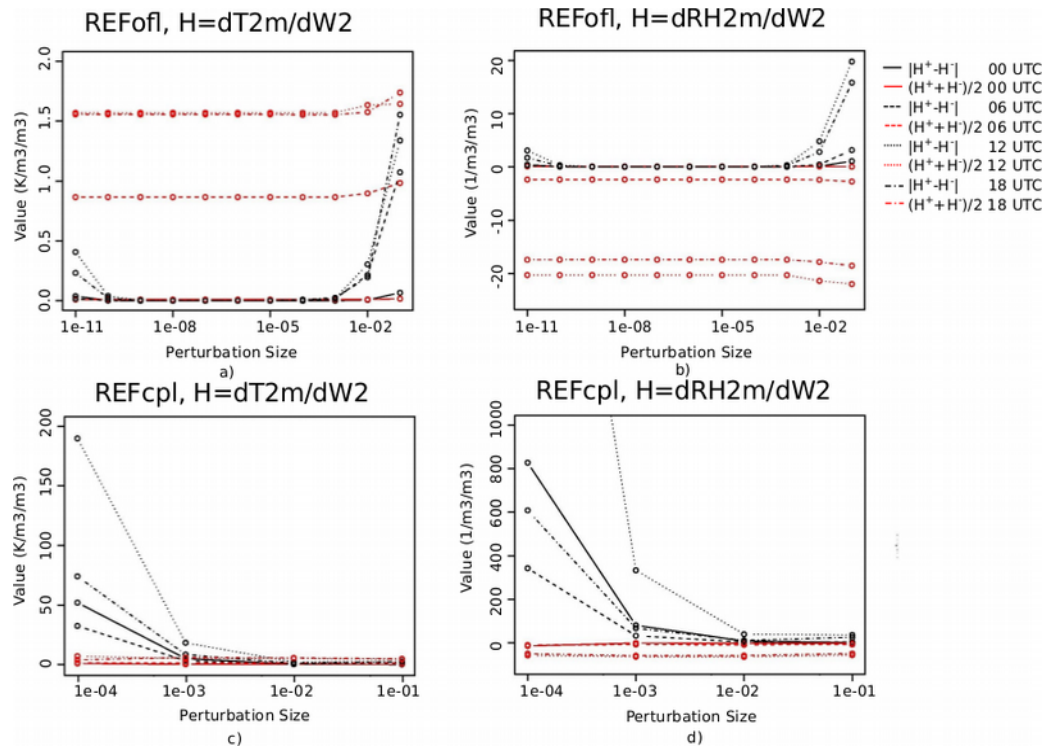 REFofl, H=dT2m/dW2
Value (K/m3/m3)
2.0
1.5
1.0
0.5
0.0
1e-11
1e-08
1e-05
1e-02
Perturbation Size
a)
REFofl, H=dRH2m/dW2
Value (1/m3/m3)
20
10
0
-10
-20
1e-11
1e-08
1e-05
1e-02
Perturbation Size
b)
|H⁺-H⁻| 00 UTC
(H⁺+H⁻)/2 00 UTC
|H⁺-H⁻| 06 UTC
(H⁺+H⁻)/2 06 UTC
|H⁺-H⁻| 12 UTC
(H⁺+H⁻)/2 12 UTC
|H⁺-H⁻| 18 UTC
(H⁺+H⁻)/2 18 UTC
REFcpl, H=dT2m/dW2
Value (K/m3/m3)
200
150
100
50
0
1e-04
1e-03
1e-02
1e-01
Perturbation Size
c)
REFcpl, H=dRH2m/dW2
Value (1/m3/m3)
1000
800
600
400
200
0
1e-04
1e-03
1e-02
1e-01
Perturbation Size
d)